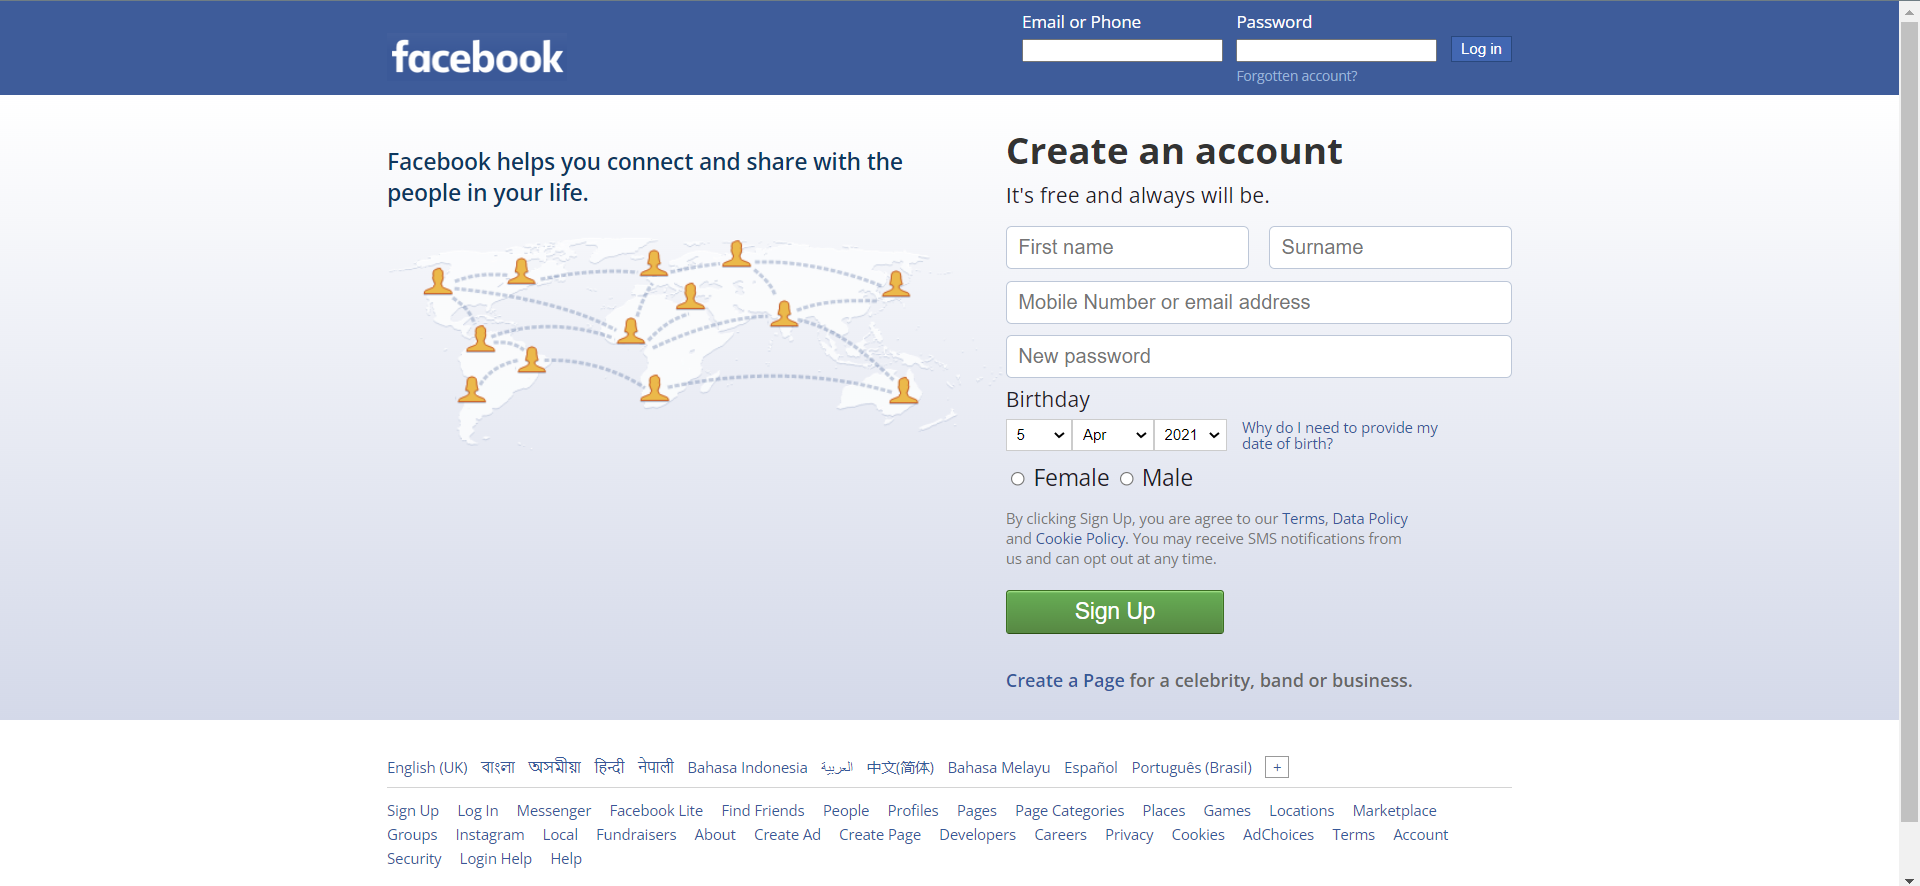 Email or Phone
Password
facebook
Log in
Forgotten account?
Facebook helps you connect and share with the
people in your life.
Create an account
It's free and always will be.
First name
Surname
Mobile Number or email address
New password
Birthday
5
Apr
2021
Why do I need to provide my
date of birth?
Female
Male
By clicking Sign Up, you are agree to our Terms, Data Policy
and Cookie Policy. You may receive SMS notifications from
us and can opt out at any time.
Sign Up
Create a Page for a celebrity, band or business.
English (UK) বাংলা অসমীয়া हिन्दी नेपाली Bahasa Indonesia العربية 中文(简体) Bahasa Melayu Español Português (Brasil) +
Sign Up Log In Messenger Facebook Lite Find Friends People Profiles Pages Page Categories Places Games Locations Marketplace
Groups Instagram Local Fundraisers About Create Ad Create Page Developers Careers Privacy Cookies AdChoices Terms Account
Security Login Help Help